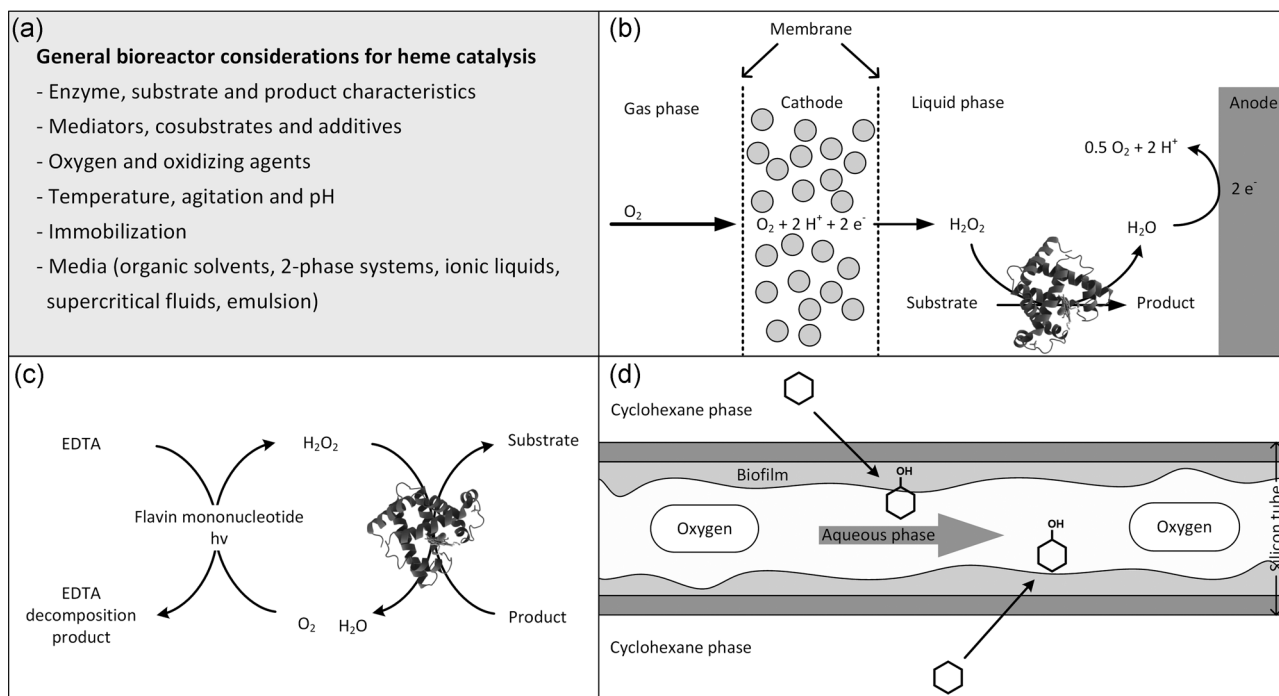 (a)
General bioreactor considerations for heme catalysis
- Enzyme, substrate and product characteristics
- Mediators, cosubstrates and additives
- Oxygen and oxidizing agents
- Temperature, agitation and pH
- Immobilization
- Media (organic solvents, 2-phase systems, ionic liquids,
supercritical fluids, emulsion)
(b)
Membrane
Gas phase
Cathode
Liquid phase
Anode
0.5 O₂ + 2 H⁺
2 e⁻
O₂
O₂ + 2 H⁺ + 2 e⁻
H₂O₂
H₂O
Substrate
Product
(c)
EDTA
H₂O₂
Substrate
Flavin mononucleotide
hv
EDTA
decomposition
product
O₂
H₂O
Product
(d)
Cyclohexane phase
Biofilm
OH
Oxygen
Aqueous phase
OH
Oxygen
Silicon tube
Cyclohexane phase